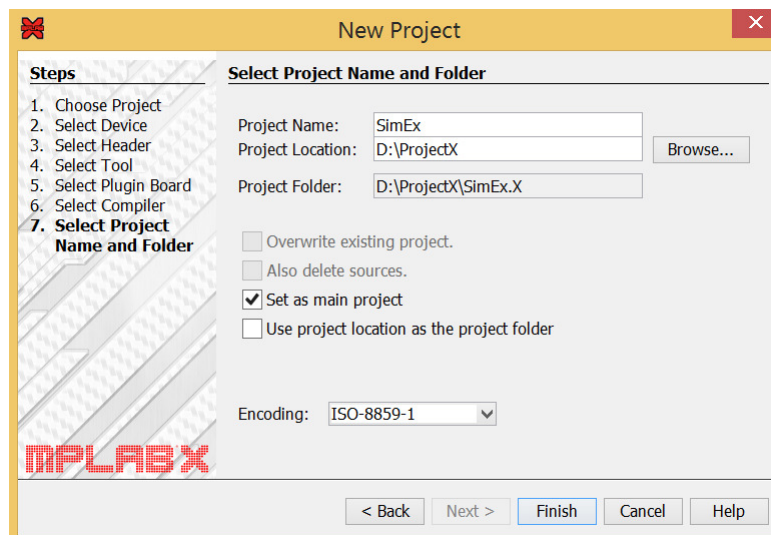 New Project
Steps
1. Choose Project
2. Select Device
3. Select Header
4. Select Tool
5. Select Plugin Board
6. Select Compiler
7. Select Project
Name and Folder
MPLAB X
Select Project Name and Folder
Project Name: SimEx
Project Location: D:\ProjectX Browse...
Project Folder: D:\ProjectX\SimEx.X
Overwrite existing project.
Also delete sources.
Set as main project
Use project location as the project folder
Encoding: ISO-8859-1
< Back Next > Finish Cancel Help